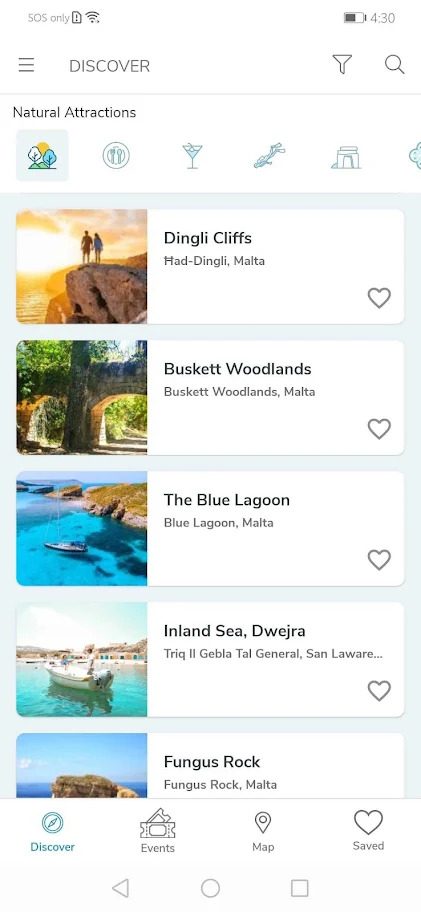 SOS only
4:30
DISCOVER
Natural Attractions
Dingli Cliffs
Ħad-Dingli, Malta
Buskett Woodlands
Buskett Woodlands, Malta
The Blue Lagoon
Blue Lagoon, Malta
Inland Sea, Dwejra
Triq Il Gebla Tal General, San Laware...
Fungus Rock
Fungus Rock, Malta
Discover
Events
Map
Saved